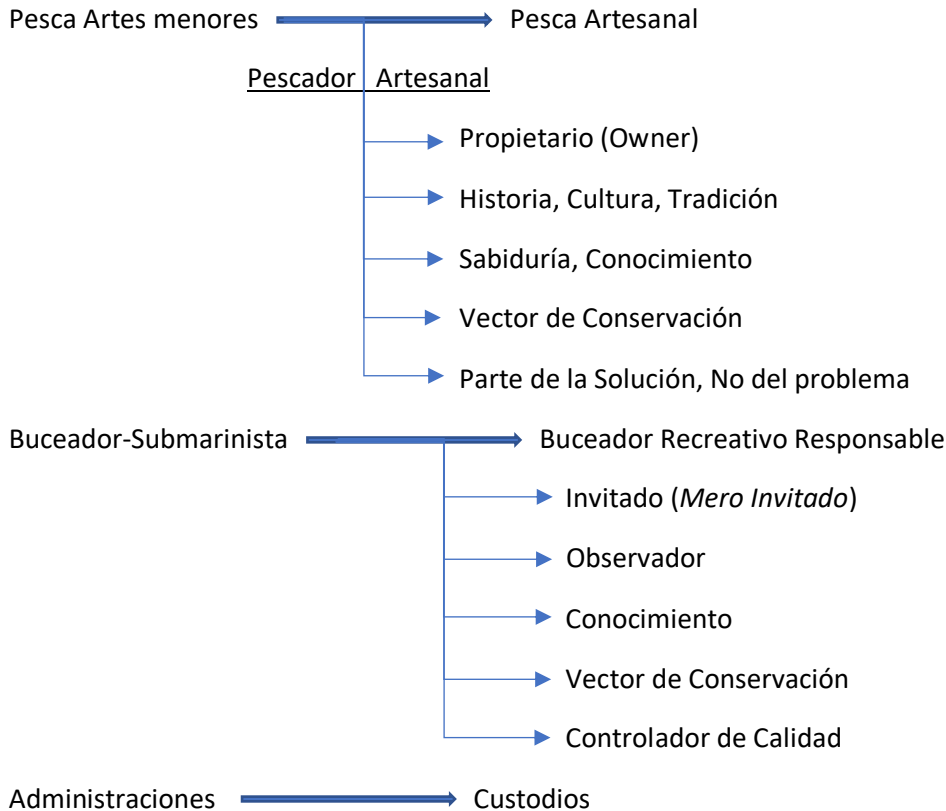 Pesca Artes menores Pesca Artesanal
Pescador Artesanal
Propietario (Owner)
Historia, Cultura, Tradición
Sabiduría, Conocimiento
Vector de Conservación
Parte de la Solución, No del problema
Buceador-Submarinista Buceador Recreativo Responsable
Invitado (Mero Invitado)
Observador
Conocimiento
Vector de Conservación
Controlador de Calidad
Administraciones Custodios